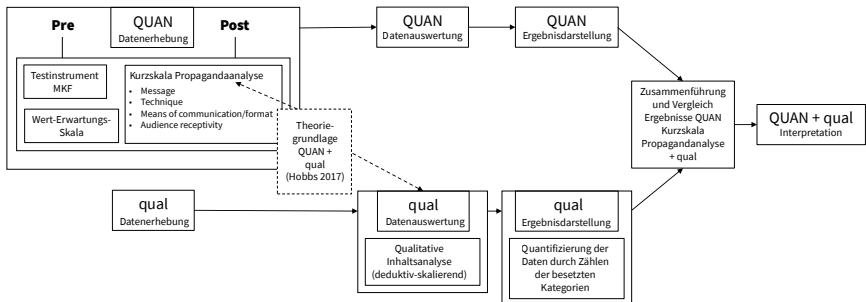 Pre
QUAN
Datenerhebung
Post
Testinstrument
MKF
Wert-Erwartungs-
Skala
Kurzskala Propagandaanalyse
• Message
• Technique
• Means of communication/format
• Audience receptivity
QUAN
Datenauswertung
QUAN
Ergebnisdarstellung
Theorie-
grundlage
QUAN +
qual
(Hobbs 2017)
Zusammenführung
und Vergleich
Ergebnisse QUAN
Kurzskala
Propagandanalyse
+ qual
QUAN + qual
Interpretation
qual
Datenerhebung
qual
Datenauswertung
Qualitative
Inhaltsanalyse
(deduktiv-skalierend)
qual
Ergebnisdarstellung
Quantifizierung der
Daten durch Zählen
der besetzten
Kategorien